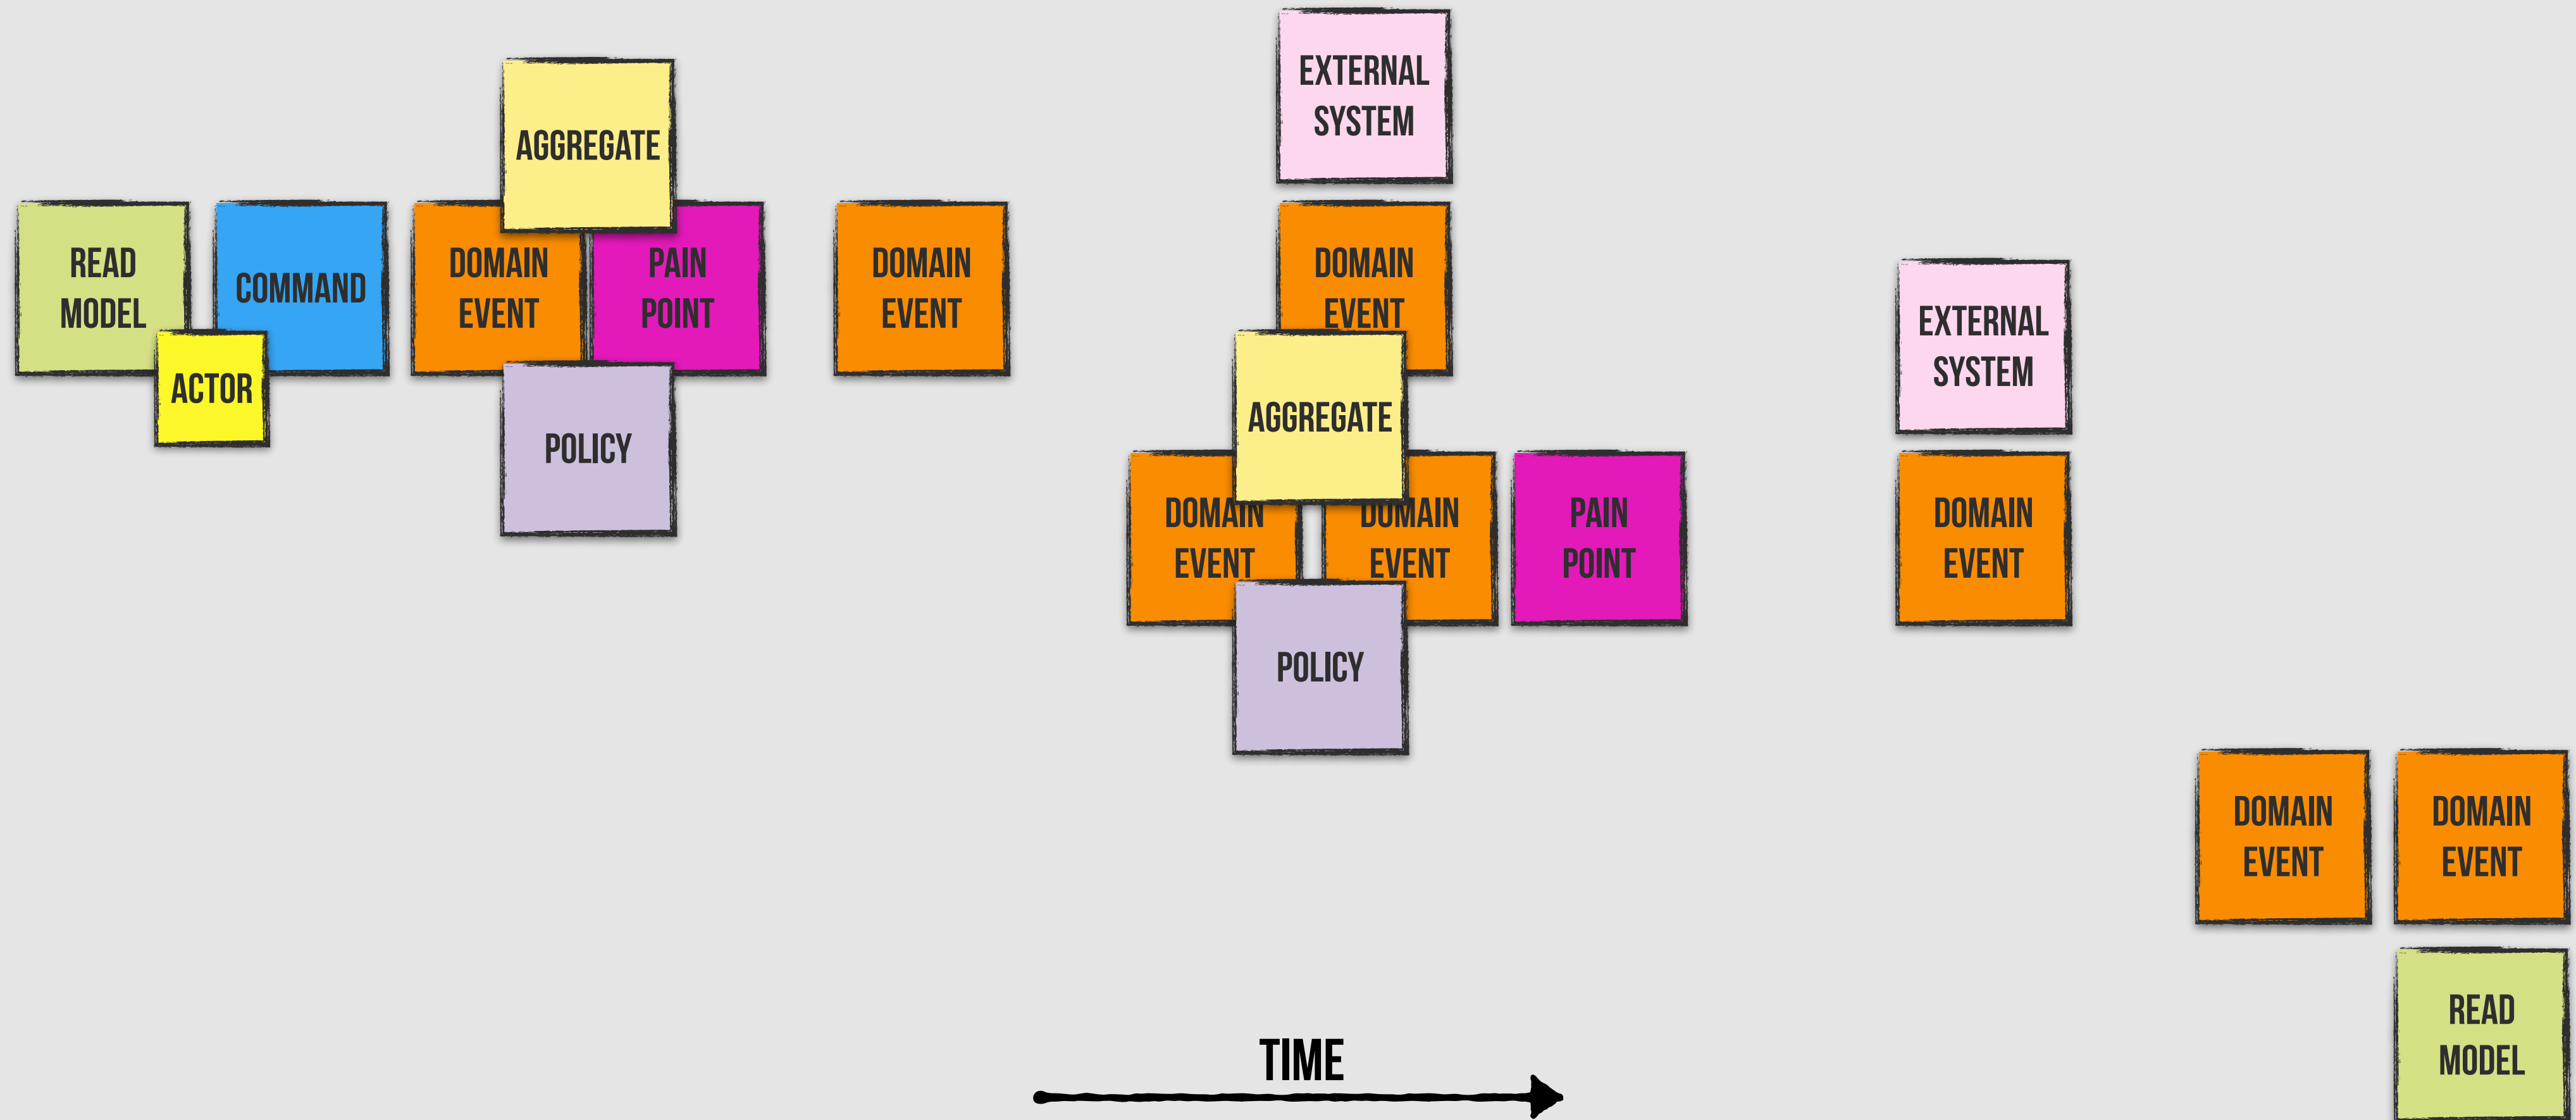 EXTERNAL
SYSTEM
AGGREGATE
READ
MODEL
COMMAND
ACTOR
DOMAIN
EVENT
PAIN
POINT
POLICY
DOMAIN
EVENT
DOMAIN
EVENT
AGGREGATE
DOMAIN
EVENT
DOMAIN
EVENT
PAIN
POINT
POLICY
EXTERNAL
SYSTEM
DOMAIN
EVENT
DOMAIN
EVENT
DOMAIN
EVENT
READ
MODEL
TIME